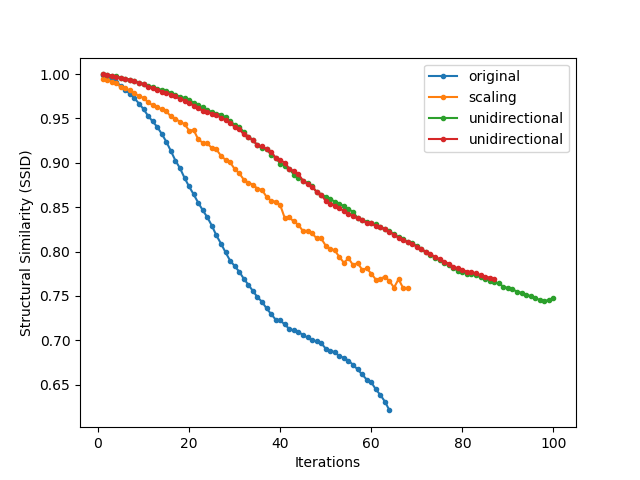 original
scaling
unidirectional
unidirectional
1.00
0.95
0.90
0.85
0.80
0.75
0.70
0.65
Structural Similarity (SSID)
0 20 40 60 80 100
Iterations